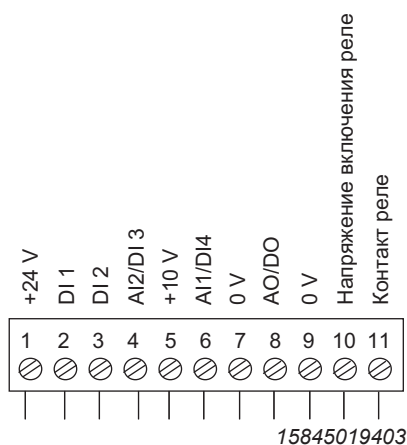 +24 V
DI 1
DI 2
AI2/DI 3
+10 V
AI1/DI4
0 V
AO/DO
0 V
Напряжение включения реле
Контакт реле
1 2 3 4 5 6 7 8 9 10 11
15845019403